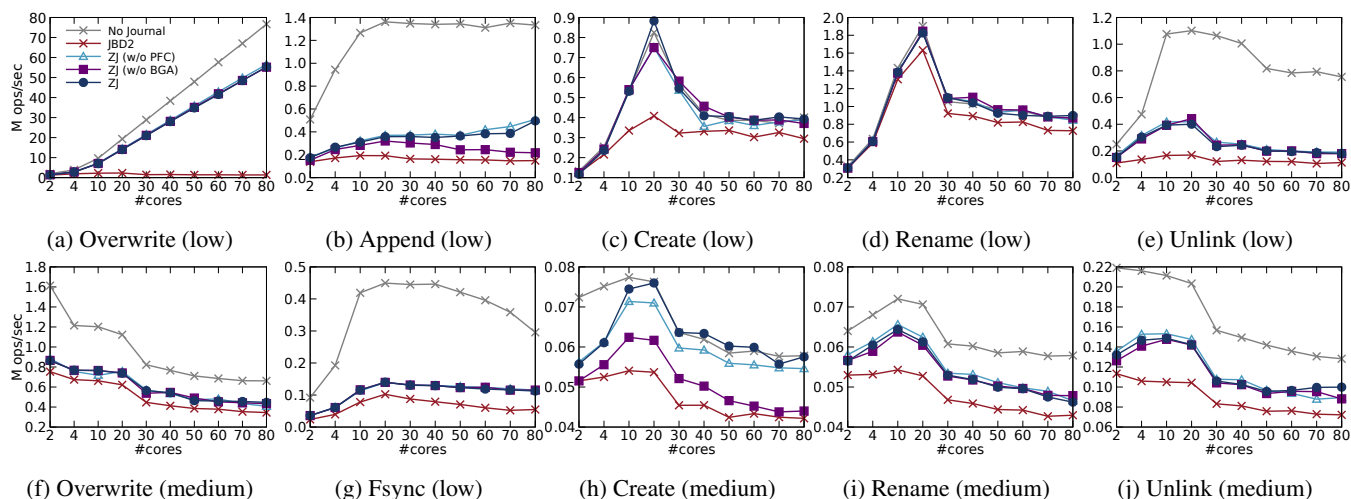 M ops/sec
80
70
60
50
40
30
20
10
0
No Journal
JBD2
ZJ (w/o PFC)
ZJ (w/o BGA)
ZJ
2 4 10 20 30 40 50 60 70 80
#cores
(a) Overwrite (low)
1.4
1.2
1.0
0.8
0.6
0.4
0.2
0.0
2 4 10 20 30 40 50 60 70 80
#cores
(b) Append (low)
0.9
0.8
0.7
0.6
0.5
0.4
0.3
0.2
0.1
2 4 10 20 30 40 50 60 70 80
#cores
(c) Create (low)
2.0
1.8
1.6
1.4
1.2
1.0
0.8
0.6
0.4
0.2
2 4 10 20 30 40 50 60 70 80
#cores
(d) Rename (low)
1.2
1.0
0.8
0.6
0.4
0.2
0.0
2 4 10 20 30 40 50 60 70 80
#cores
(e) Unlink (low)
M ops/sec
1.8
1.6
1.4
1.2
1.0
0.8
0.6
0.4
0.2
2 4 10 20 30 40 50 60 70 80
#cores
(f) Overwrite (medium)
0.5
0.4
0.3
0.2
0.1
0.0
2 4 10 20 30 40 50 60 70 80
#cores
(g) Fsync (low)
0.08
0.07
0.06
0.05
0.04
2 4 10 20 30 40 50 60 70 80
#cores
(h) Create (medium)
0.08
0.07
0.06
0.05
0.04
2 4 10 20 30 40 50 60 70 80
#cores
(i) Rename (medium)
0.22
0.20
0.18
0.16
0.14
0.12
0.10
0.08
0.06
2 4 10 20 30 40 50 60 70 80
#cores
(j) Unlink (medium)